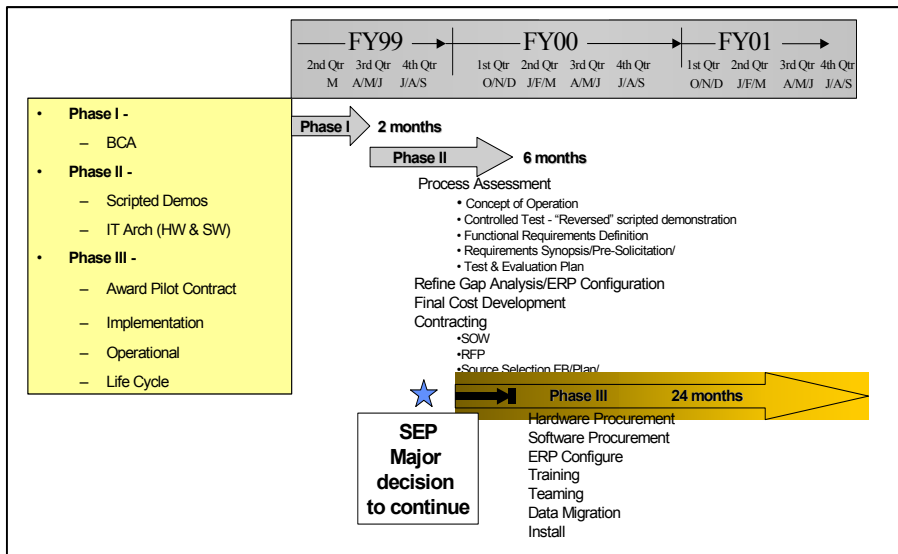 FY99 FY00 FY01
2nd Qtr 3rd Qtr 4th Qtr 1st Qtr 2nd Qtr 3rd Qtr 4th Qtr 1st Qtr 2nd Qtr 3rd Qtr 4th Qtr
M A/M/J J/A/S O/N/D J/F/M A/M/J J/A/S O/N/D J/F/M A/M/J J/A/S
• Phase I -
– BCA
• Phase II -
– Scripted Demos
– IT Arch (HW & SW)
• Phase III -
– Award Pilot Contract
– Implementation
– Operational
– Life Cycle
Phase I 2 months
Phase II 6 months
Process Assessment
• Concept of Operation
• Controlled Test - “Reversed” scripted demonstration
• Functional Requirements Definition
• Requirements Synopsis/Pre-Solicitation/
• Test & Evaluation Plan
Refine Gap Analysis/ERP Configuration
Final Cost Development
Contracting
•SOW
•RFP
•Source Selection EB/Plan/
Phase III 24 months
SEP
Major
decision
to continue
Hardware Procurement
Software Procurement
ERP Configure
Training
Teaming
Data Migration
Install